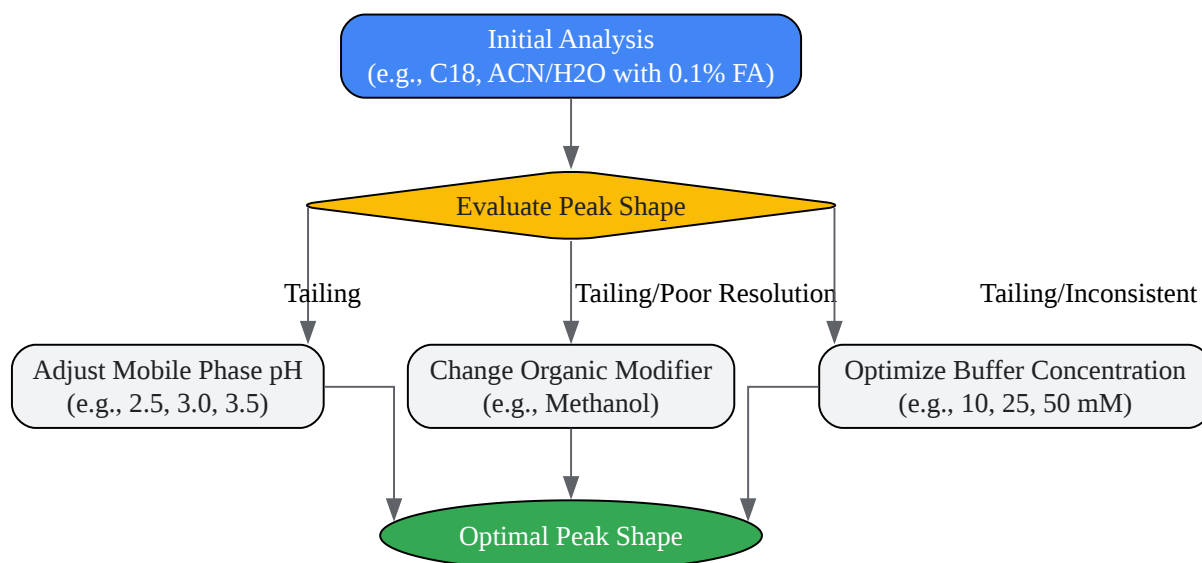 Initial Analysis
(e.g., C18, ACN/H2O with 0.1% FA)
Evaluate Peak Shape
Tailing
Tailing/Poor Resolution
Tailing/Inconsistent
Adjust Mobile Phase pH
(e.g., 2.5, 3.0, 3.5)
Change Organic Modifier
(e.g., Methanol)
Optimize Buffer Concentration
(e.g., 10, 25, 50 mM)
Optimal Peak Shape